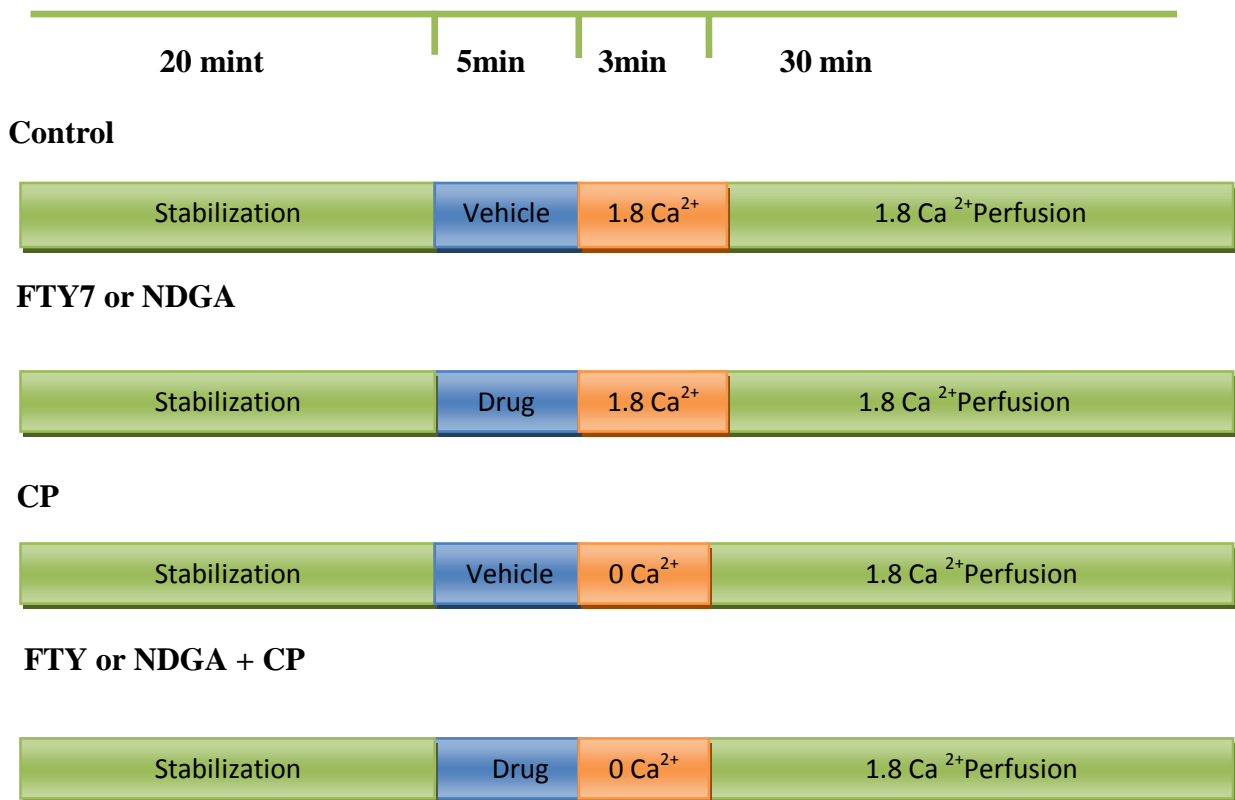 20 mint 5min 3min 30 min
Control
Stabilization Vehicle 1.8 Ca²⁺ 1.8 Ca ²⁺Perfusion
FTY7 or NDGA
Stabilization Drug 1.8 Ca²⁺ 1.8 Ca ²⁺Perfusion
CP
Stabilization Vehicle 0 Ca²⁺ 1.8 Ca ²⁺Perfusion
FTY or NDGA + CP
Stabilization Drug 0 Ca²⁺ 1.8 Ca ²⁺Perfusion